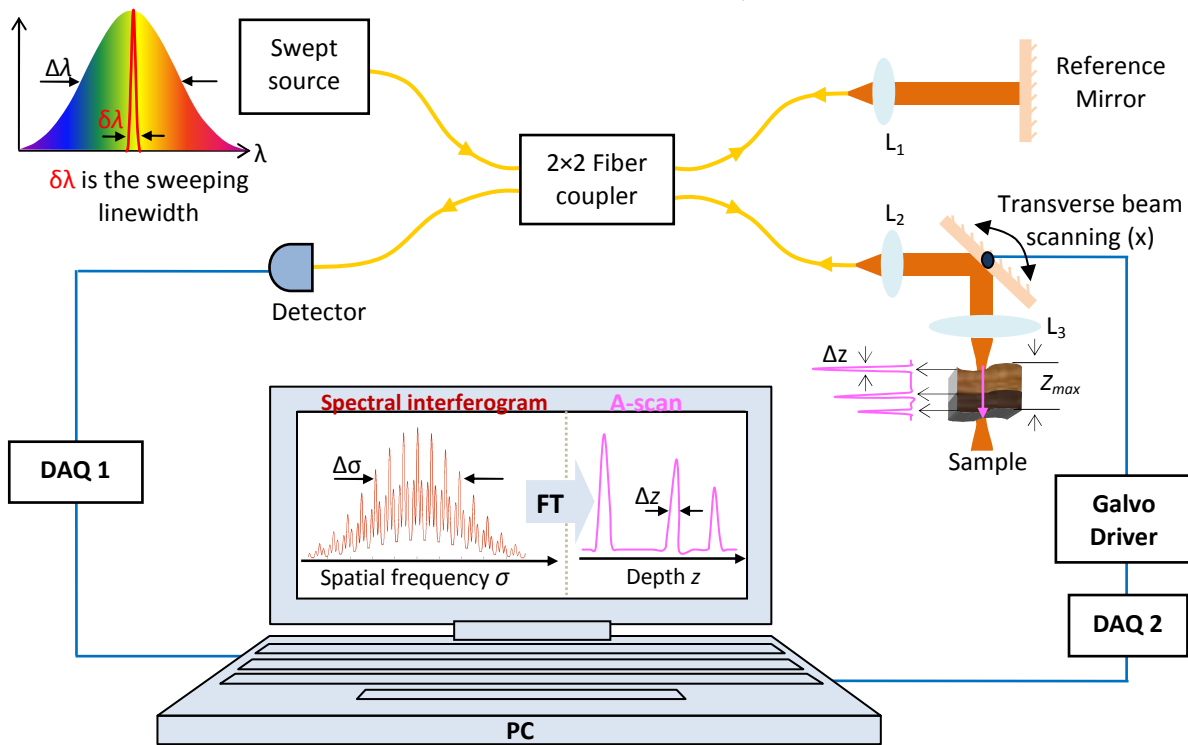 Swept
source
Δλ
δλ
λ
δλ is the sweeping
linewidth
2×2 Fiber
coupler
L1
Reference
Mirror
L2
Transverse beam
scanning (x)
L3
Detector
Δz
zmax
Sample
DAQ 1
Spectral interferogram
A-scan
Δσ
FT
Δz
Spatial frequency σ
Depth z
Galvo
Driver
DAQ 2
PC